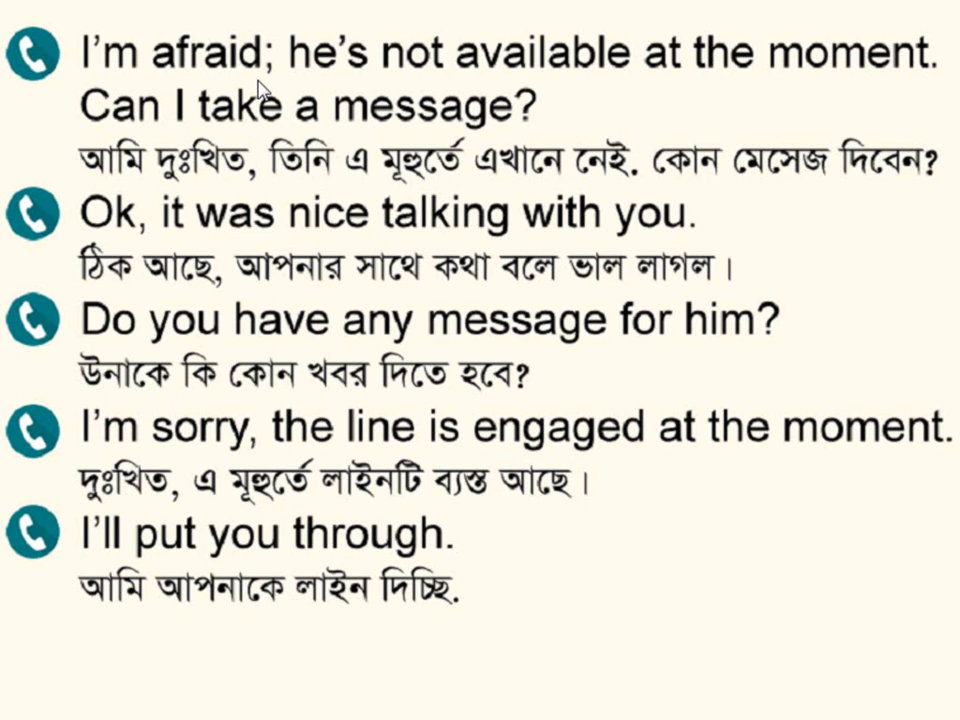 I'm afraid; he's not available at the moment.
Can I take a message?
আমি দুঃখিত, তিনি এ মূহুর্তে এখানে নেই. কোন মেসেজ দিবেন?
Ok, it was nice talking with you.
ঠিক আছে, আপনার সাথে কথা বলে ভাল লাগল।
Do you have any message for him?
উনাকে কি কোন খবর দিতে হবে?
I'm sorry, the line is engaged at the moment.
দুঃখিত, এ মূহুর্তে লাইনটি ব্যস্ত আছে।
I'll put you through.
আমি আপনাকে লাইন দিচ্ছি.